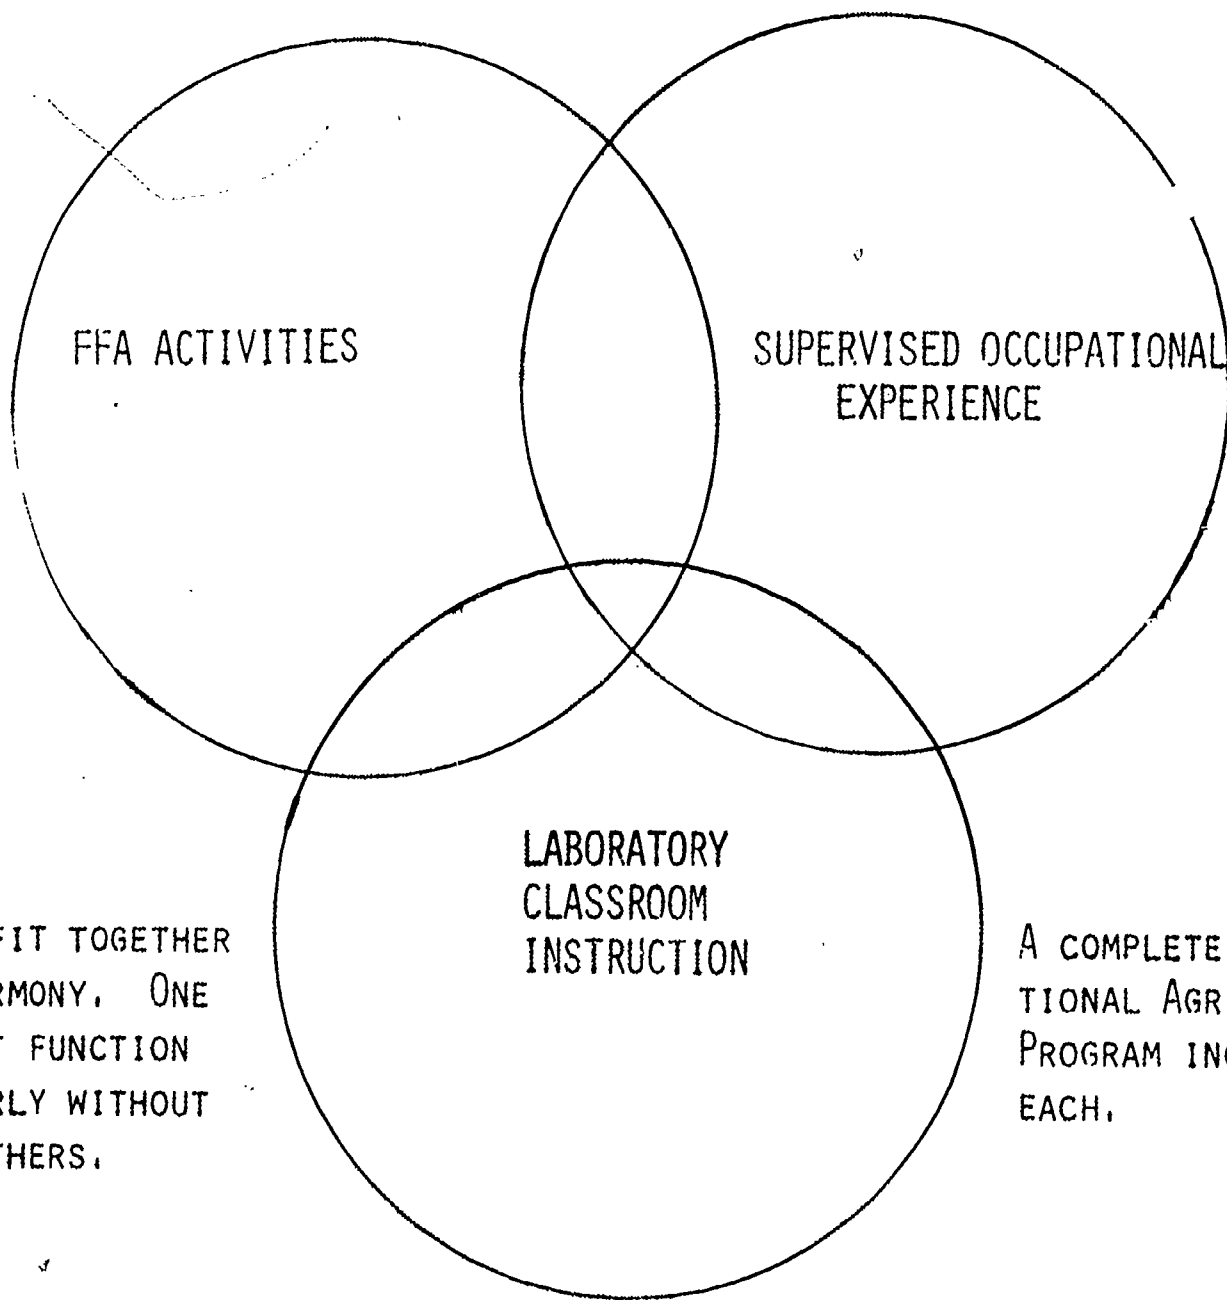 FFA ACTIVITIES
SUPERVISED OCCUPATIONAL
EXPERIENCE
LABORATORY
CLASSROOM
INSTRUCTION
FIT TOGETHER
RMONY. ONE
T FUNCTION
RLY WITHOUT
THERS.
A COMPLETE
TIONAL AGR
PROGRAM INC
EACH.